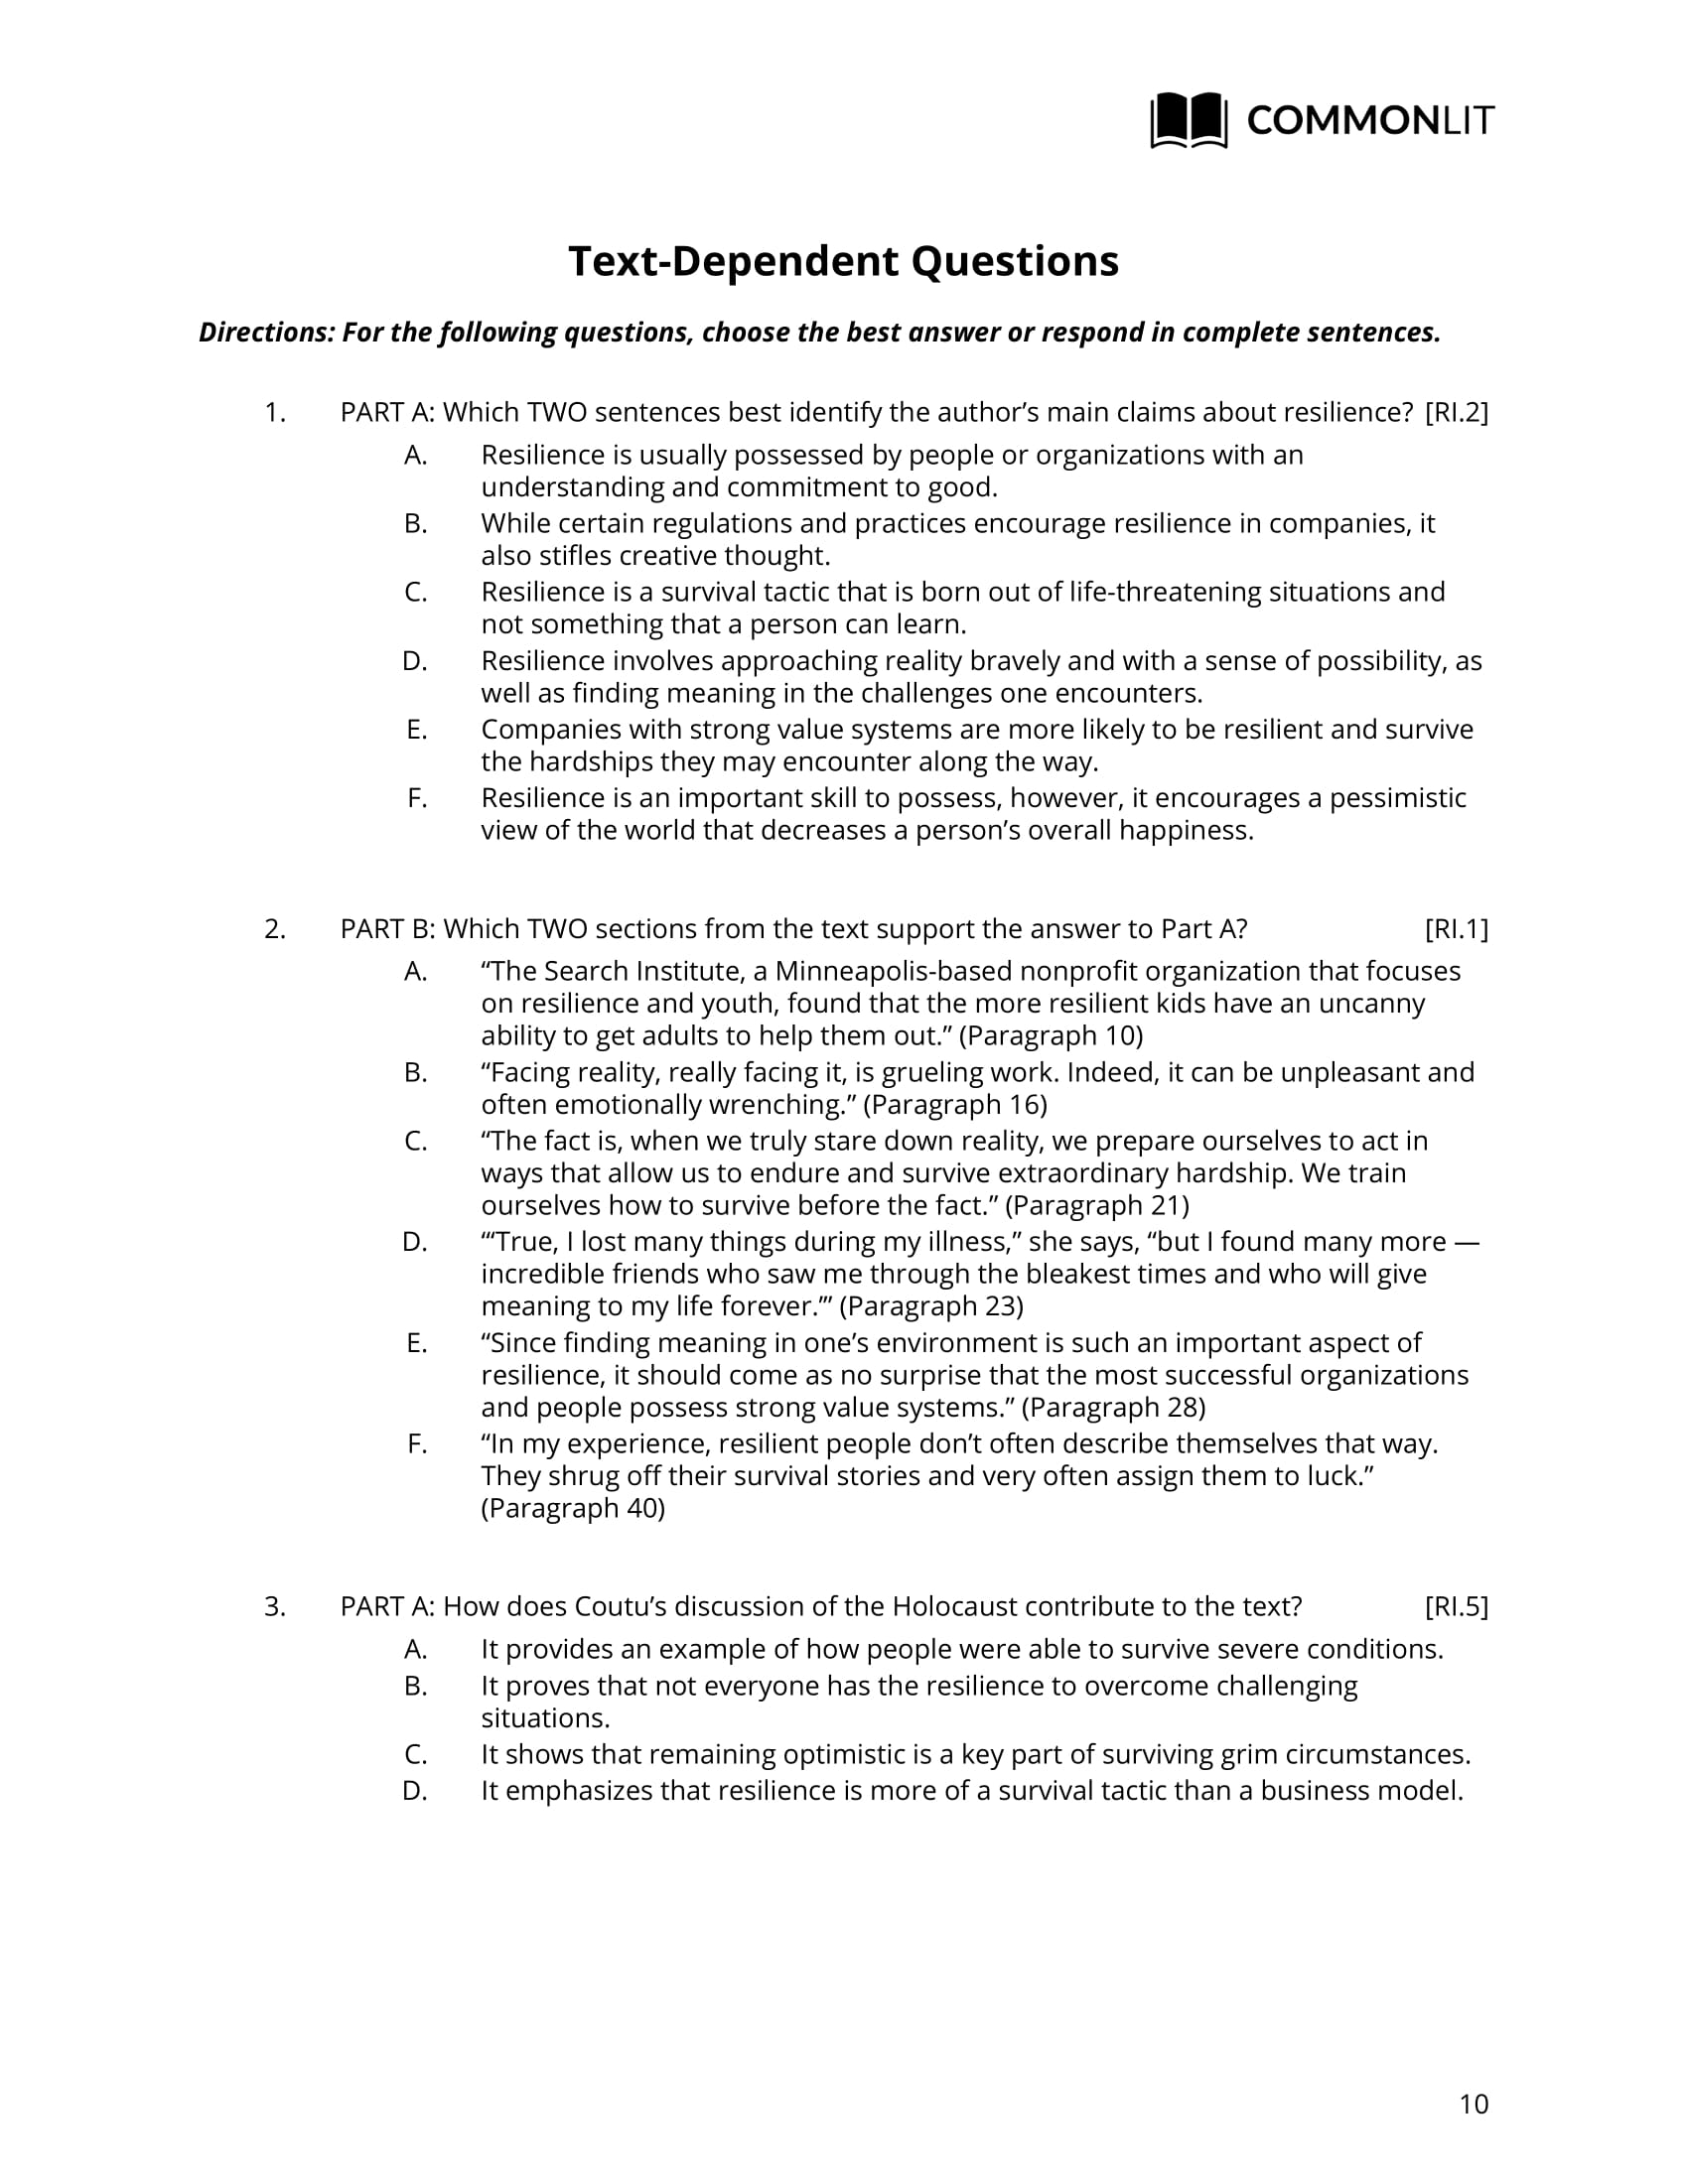 COMMONLIT
Text-Dependent Questions
Directions: For the following questions, choose the best answer or respond in complete sentences.
1. PART A: Which TWO sentences best identify the author’s main claims about resilience? [RI.2]
A. Resilience is usually possessed by people or organizations with an
understanding and commitment to good.
B. While certain regulations and practices encourage resilience in companies, it
also stifles creative thought.
C. Resilience is a survival tactic that is born out of life-threatening situations and
not something that a person can learn.
D. Resilience involves approaching reality bravely and with a sense of possibility, as
well as finding meaning in the challenges one encounters.
E. Companies with strong value systems are more likely to be resilient and survive
the hardships they may encounter along the way.
F. Resilience is an important skill to possess, however, it encourages a pessimistic
view of the world that decreases a person’s overall happiness.
2. PART B: Which TWO sections from the text support the answer to Part A? [RI.1]
A. “The Search Institute, a Minneapolis-based nonprofit organization that focuses
on resilience and youth, found that the more resilient kids have an uncanny
ability to get adults to help them out.” (Paragraph 10)
B. “Facing reality, really facing it, is grueling work. Indeed, it can be unpleasant and
often emotionally wrenching.” (Paragraph 16)
C. “The fact is, when we truly stare down reality, we prepare ourselves to act in
ways that allow us to endure and survive extraordinary hardship. We train
ourselves how to survive before the fact.” (Paragraph 21)
D. “‘True, I lost many things during my illness,” she says, “but I found many more —
incredible friends who saw me through the bleakest times and who will give
meaning to my life forever.’” (Paragraph 23)
E. “Since finding meaning in one’s environment is such an important aspect of
resilience, it should come as no surprise that the most successful organizations
and people possess strong value systems.” (Paragraph 28)
F. “In my experience, resilient people don’t often describe themselves that way.
They shrug off their survival stories and very often assign them to luck.”
(Paragraph 40)
3. PART A: How does Coutu’s discussion of the Holocaust contribute to the text? [RI.5]
A. It provides an example of how people were able to survive severe conditions.
B. It proves that not everyone has the resilience to overcome challenging
situations.
C. It shows that remaining optimistic is a key part of surviving grim circumstances.
D. It emphasizes that resilience is more of a survival tactic than a business model.
10